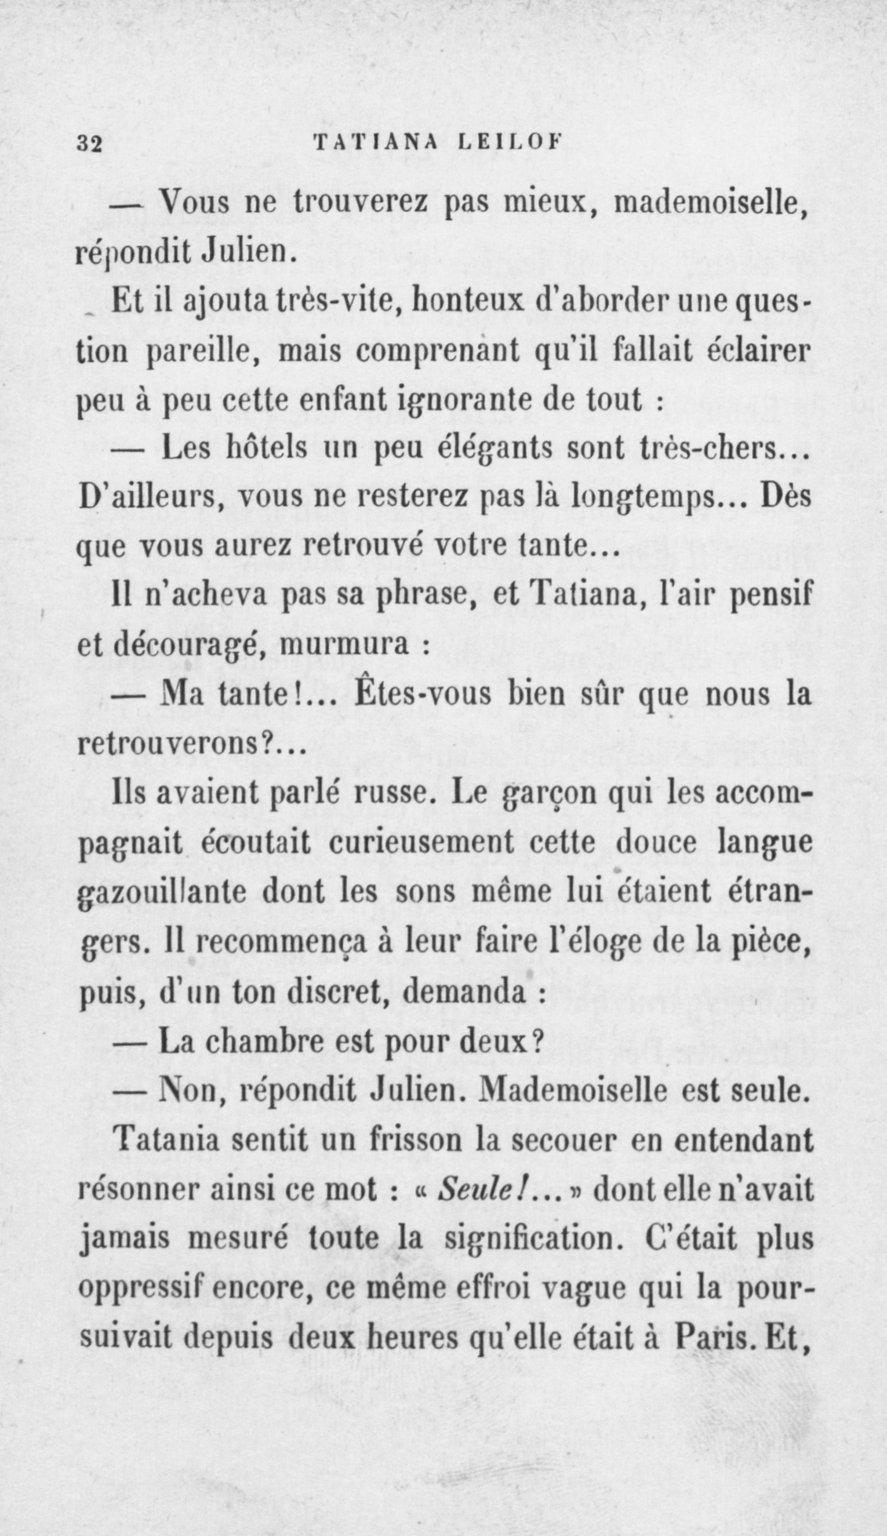 32 TATIANA LEILOF
— Vous ne trouverez pas mieux, mademoiselle,
répondit Julien.
Et il ajouta très-vite, honteux d'aborder une ques-
tion pareille, mais comprenant qu'il fallait éclairer
peu à peu cette enfant ignorante de tout :
— Les hôtels un peu élégants sont très-chers...
D'ailleurs, vous ne resterez pas là longtemps... Dès
que vous aurez retrouvé votre tante...
Il n'acheva pas sa phrase, et Tatiana, l'air pensif
et découragé, murmura :
— Ma tante!... Êtes-vous bien sûr que nous la
retrouverons?...
Ils avaient parlé russe. Le garçon qui les accom-
pagnait écoutait curieusement cette douce langue
gazouillante dont les sons même lui étaient étran-
gers. Il recommença à leur faire l'éloge de la pièce,
puis, d'un ton discret, demanda :
— La chambre est pour deux?
— Non, répondit Julien. Mademoiselle est seule.
Tatania sentit un frisson la secouer en entendant
résonner ainsi ce mot : « Seule!... » dont elle n'avait
jamais mesuré toute la signification. C'était plus
oppressif encore, ce même effroi vague qui la pour-
suivait depuis deux heures qu'elle était à Paris. Et,